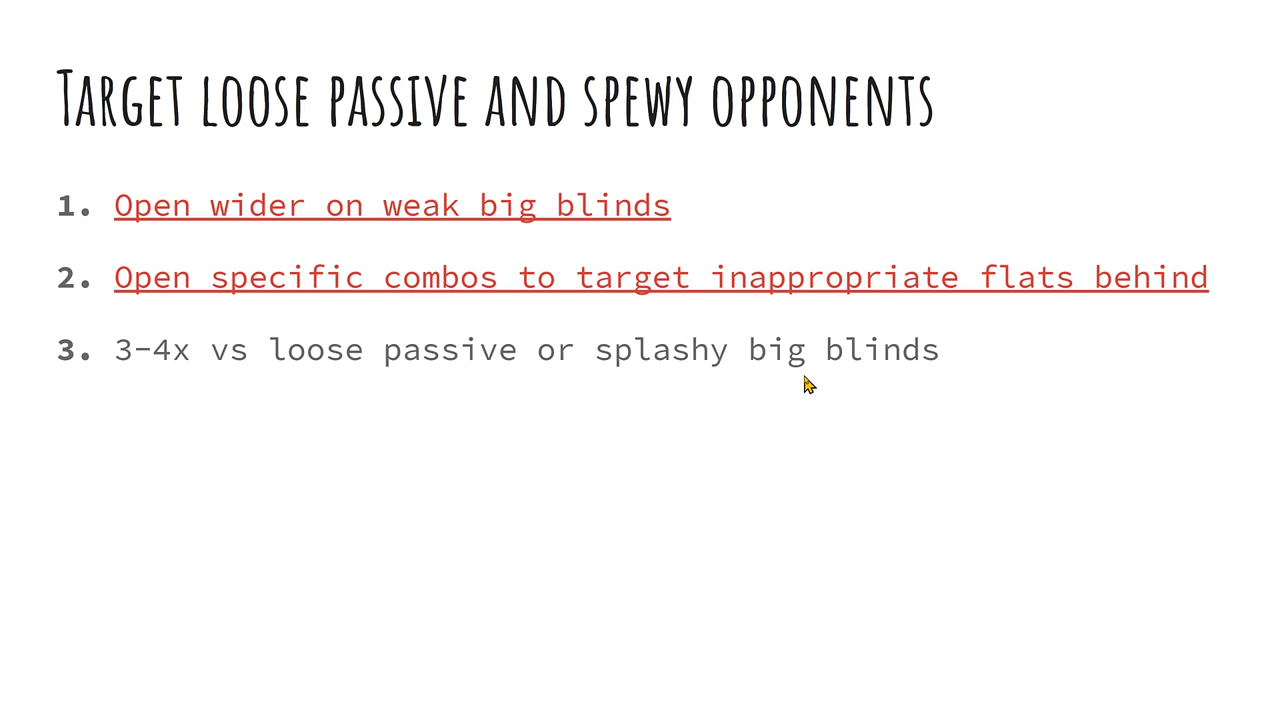 Target loose passive and spewy opponents
1. Open wider on weak big blinds
2. Open specific combos to target inappropriate flats behind
3. 3-4x vs loose passive or splashy big blinds